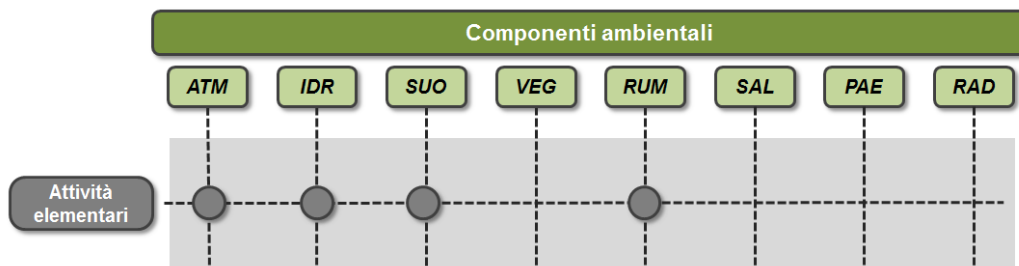 Componenti ambientali
ATM IDR SUO VEG RUM SAL PAE RAD
Attività
elementari